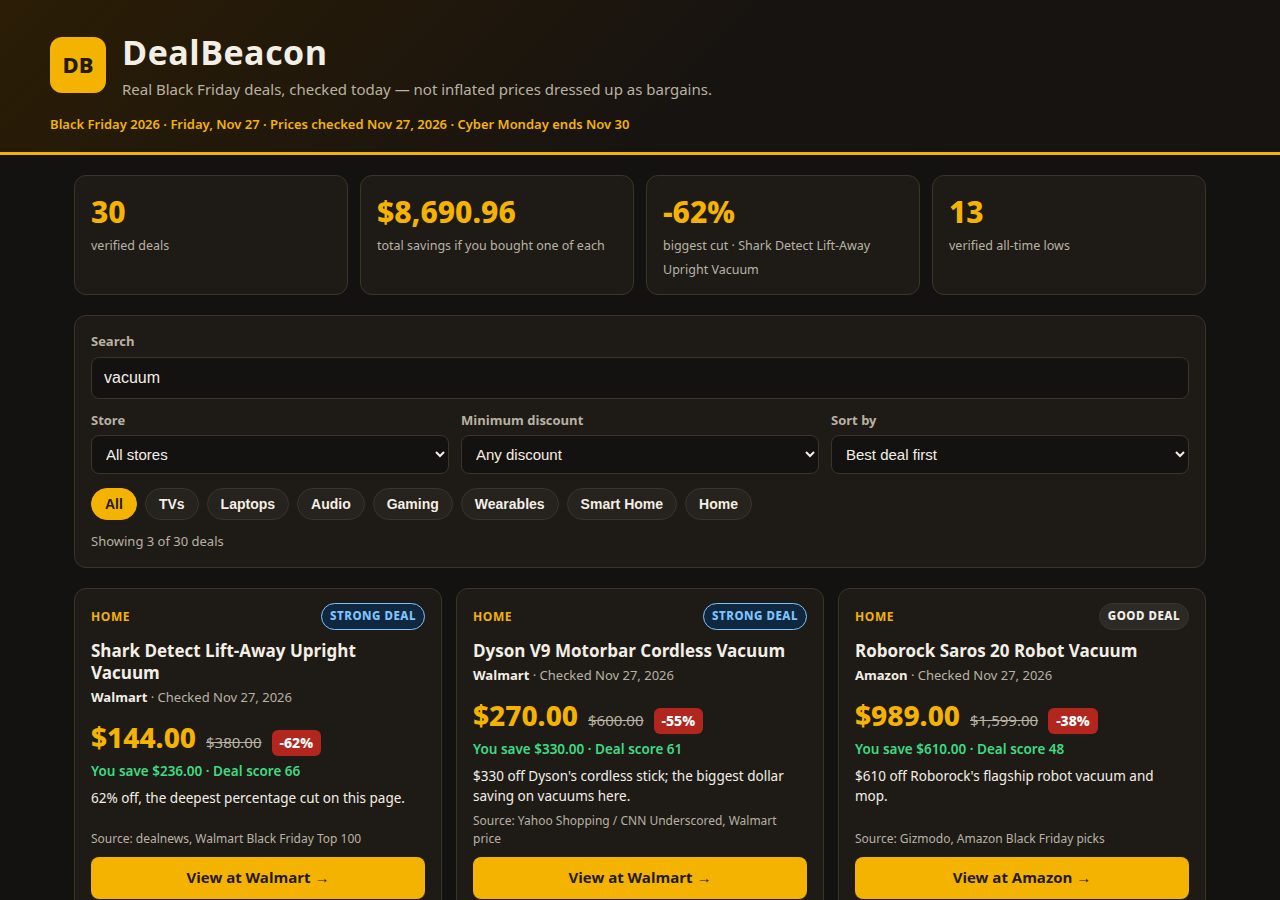 DB
DealBeacon
Real Black Friday deals, checked today — not inflated prices dressed up as bargains.
Black Friday 2026 · Friday, Nov 27 · Prices checked Nov 27, 2026 · Cyber Monday ends Nov 30
30
verified deals
$8,690.96
total savings if you bought one of each
-62%
biggest cut · Shark Detect Lift-Away
Upright Vacuum
13
verified all-time lows
Search
vacuum
Store
All stores
Minimum discount
Any discount
Sort by
Best deal first
All
TVs
Laptops
Audio
Gaming
Wearables
Smart Home
Home
Showing 3 of 30 deals
HOME
STRONG DEAL
Shark Detect Lift-Away Upright
Vacuum
Walmart · Checked Nov 27, 2026
$144.00 $380.00 -62%
You save $236.00 · Deal score 66
62% off, the deepest percentage cut on this page.
Source: dealnews, Walmart Black Friday Top 100
View at Walmart →
HOME
STRONG DEAL
Dyson V9 Motorbar Cordless Vacuum
Walmart · Checked Nov 27, 2026
$270.00 $600.00 -55%
You save $330.00 · Deal score 61
$330 off Dyson's cordless stick; the biggest dollar
saving on vacuums here.
Source: Yahoo Shopping / CNN Underscored, Walmart
price
View at Walmart →
HOME
GOOD DEAL
Roborock Saros 20 Robot Vacuum
Amazon · Checked Nov 27, 2026
$989.00 $1,599.00 -38%
You save $610.00 · Deal score 48
$610 off Roborock's flagship robot vacuum and
mop.
Source: Gizmodo, Amazon Black Friday picks
View at Amazon →